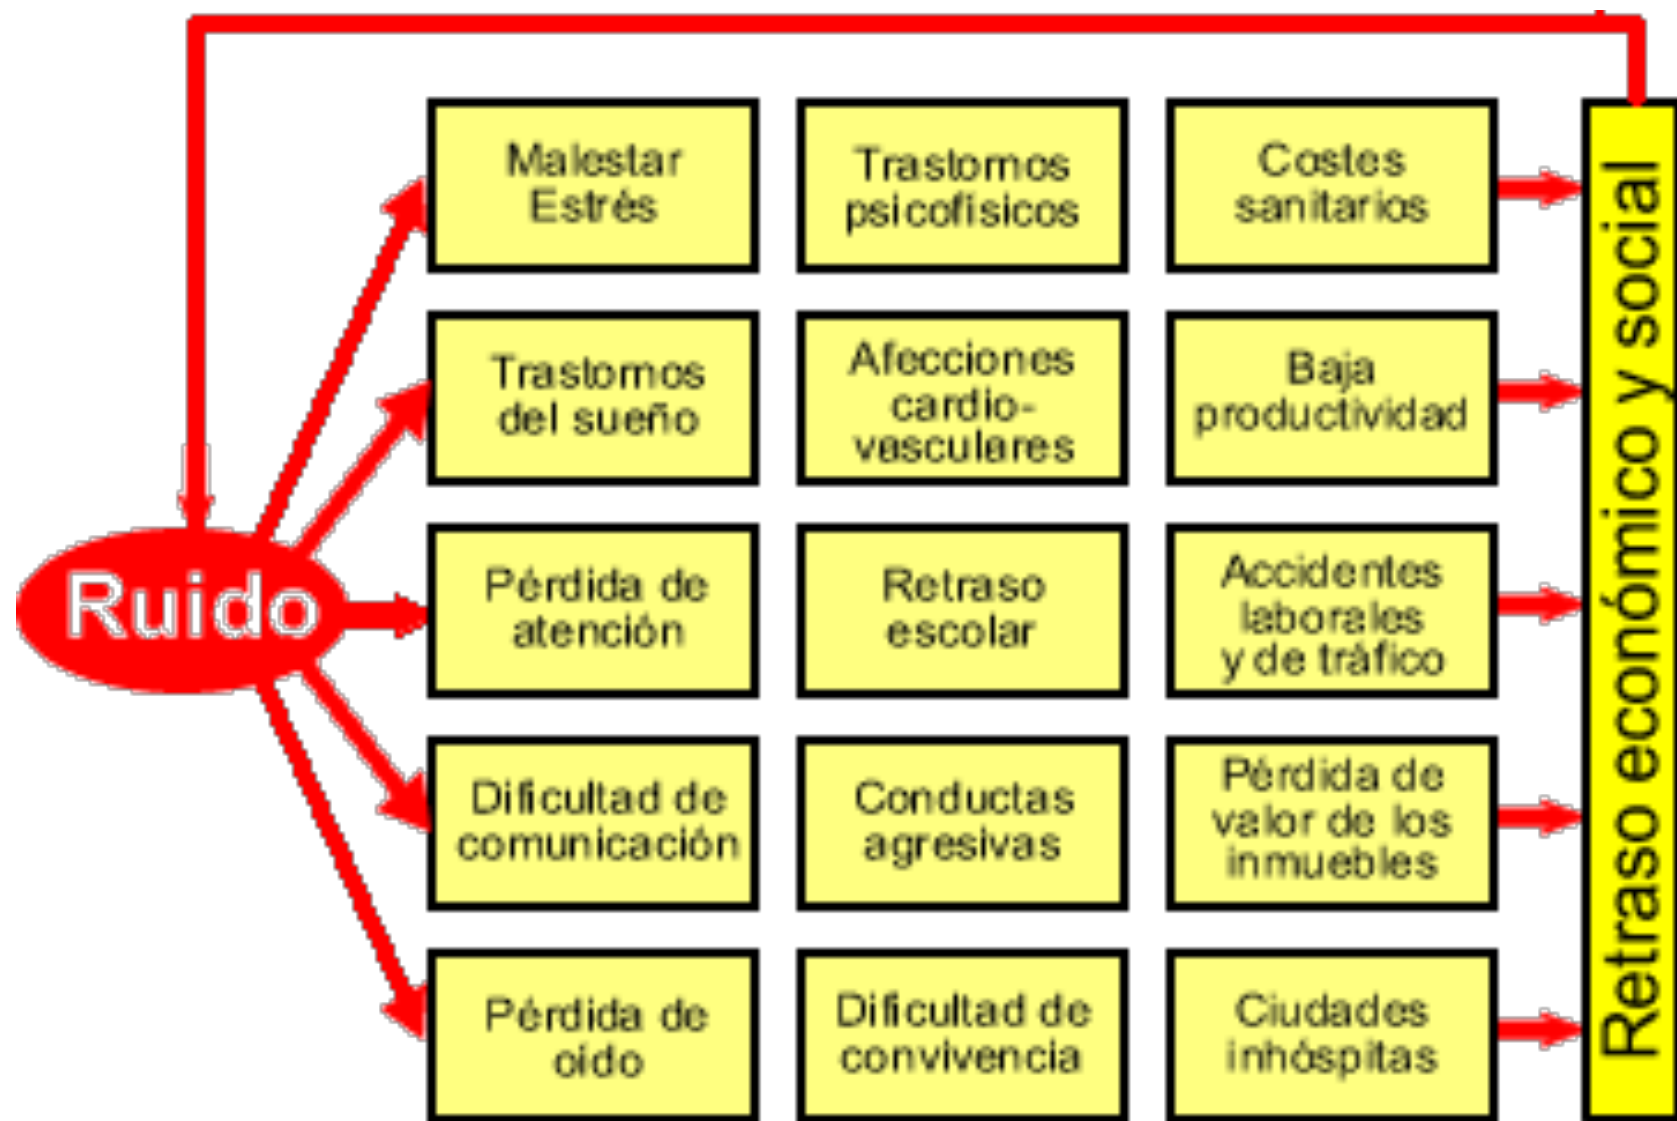 Malestar
Estrés
Trastornos
psicofísicos
Costes
sanitarios
Trastornos
del sueño
Afecciones
cardio-
vasculares
Baja
productividad
Ruido
Pérdida de
atención
Retraso
escolar
Accidentes
laborales
y de tráfico
Dificultad de
comunicación
Conductas
agresivas
Pérdida de
valor de los
inmuebles
Pérdida de
oido
Dificultad de
convivencia
Ciudades
inhóspitas
Retraso económico y social